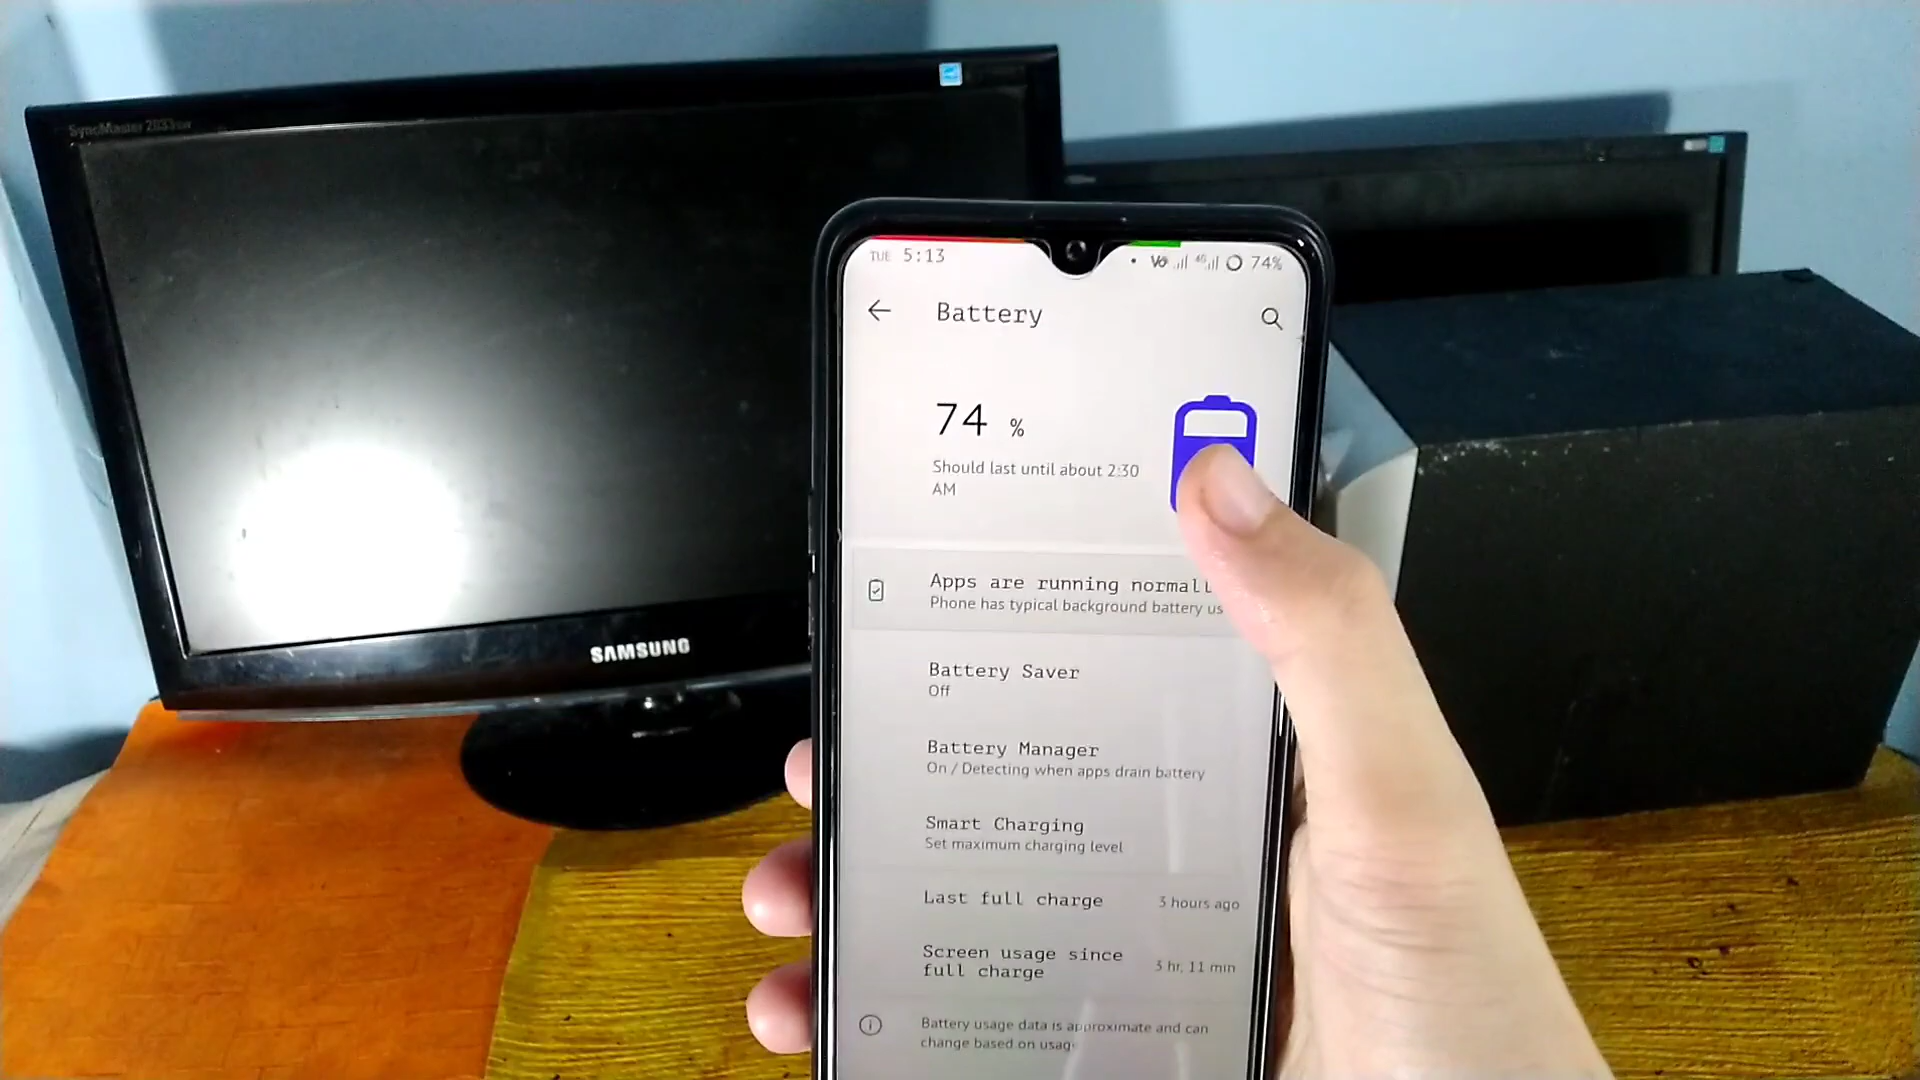 SyncMaster 2033sw
SAMSUNG
TUE 5:13
Vo 4G 74%
Battery
74 %
Should last until about 2:30
AM
Apps are running normall
Phone has typical background battery us
Battery Saver
Off
Battery Manager
On / Detecting when apps drain battery
Smart Charging
Set maximum charging level
Last full charge 3 hours ago
Screen usage since
full charge 3 hr, 11 min
Battery usage data is approximate and can
change based on usag